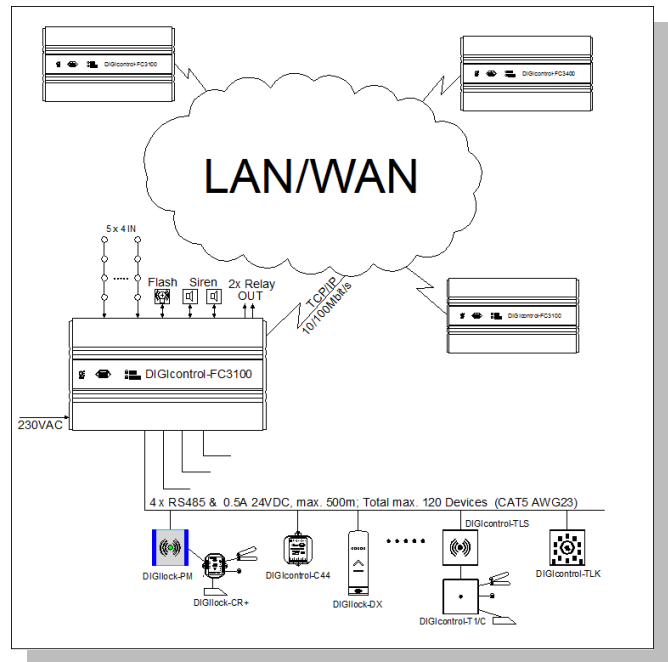 DIGIcontrol-FC3100
DIGIcontrol-FC3400
LAN/WAN
5 x 4 IN
Flash
Siren
2x Relay
OUT
TCP/IP
10/100Mbit/s
DIGIcontrol-FC3100
DIGIcontrol-FC3100
230VAC
4 x RS485 & 0.5A 24VDC, max. 500m; Total max. 120 Devices (CAT5 AWG23)
DIGIcontrol-TLS
DIGIlock-PM
DIGIcontrol-C44
DIGIcontrol-TLK
DIGIlock-CR+
DIGIlock-DX
DIGIcontrol-T1/C